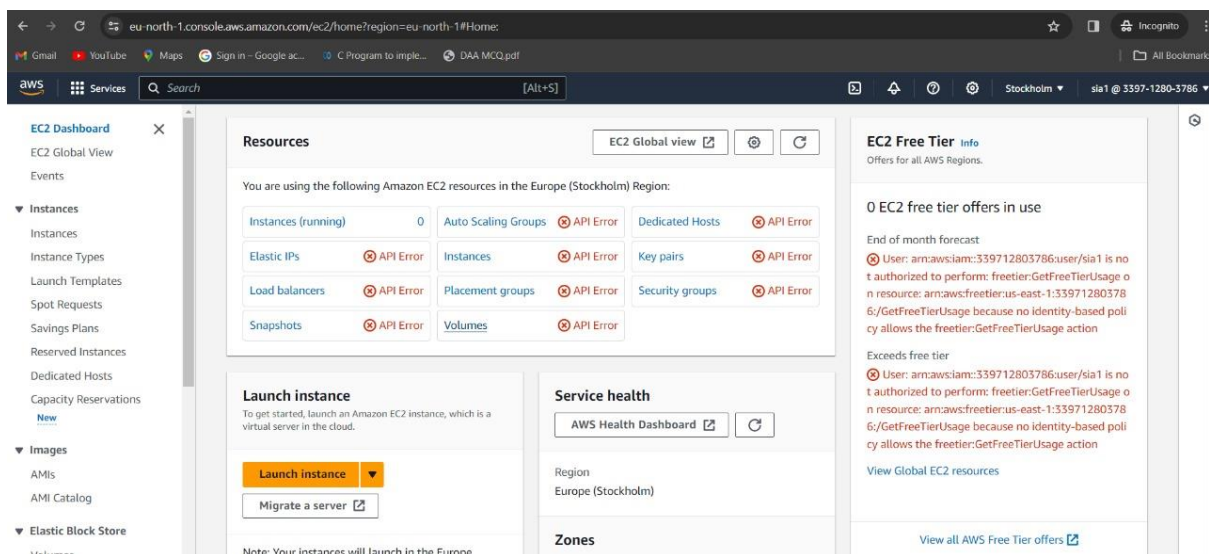 eu-north-1.console.aws.amazon.com/ec2/home?region=eu-north-1#Home:
Incognito
Gmail
YouTube
Maps
Sign in – Google ac...
C Program to imple...
DAA MCQ.pdf
All Bookmark
aws
Services
Search
[Alt+S]
Stockholm
sia1 @ 3397-1280-3786
EC2 Dashboard
EC2 Global View
Events
Instances
Instances
Instance Types
Launch Templates
Spot Requests
Savings Plans
Reserved Instances
Dedicated Hosts
Capacity Reservations
New
Images
AMIs
AMI Catalog
Elastic Block Store
Resources
EC2 Global view
You are using the following Amazon EC2 resources in the Europe (Stockholm) Region:
Instances (running) 0
Auto Scaling Groups API Error
Dedicated Hosts API Error
Elastic IPs API Error
Instances API Error
Key pairs API Error
Load balancers API Error
Placement groups API Error
Security groups API Error
Snapshots API Error
Volumes API Error
Launch instance
To get started, launch an Amazon EC2 instance, which is a
virtual server in the cloud.
Launch instance
Migrate a server
Note: Your instances will launch in the Europe
Service health
AWS Health Dashboard
Region
Europe (Stockholm)
Zones
EC2 Free Tier Info
Offers for all AWS Regions.
0 EC2 free tier offers in use
End of month forecast
User: arn:aws:iam::339712803786:user/sia1 is no
t authorized to perform: freetier:GetFreeTierUsage o
n resource: arn:aws:freetier:us-east-1:33971280378
6:/GetFreeTierUsage because no identity-based poli
cy allows the freetier:GetFreeTierUsage action
Exceeds free tier
User: arn:aws:iam::339712803786:user/sia1 is no
t authorized to perform: freetier:GetFreeTierUsage o
n resource: arn:aws:freetier:us-east-1:33971280378
6:/GetFreeTierUsage because no identity-based poli
cy allows the freetier:GetFreeTierUsage action
View Global EC2 resources
View all AWS Free Tier offers